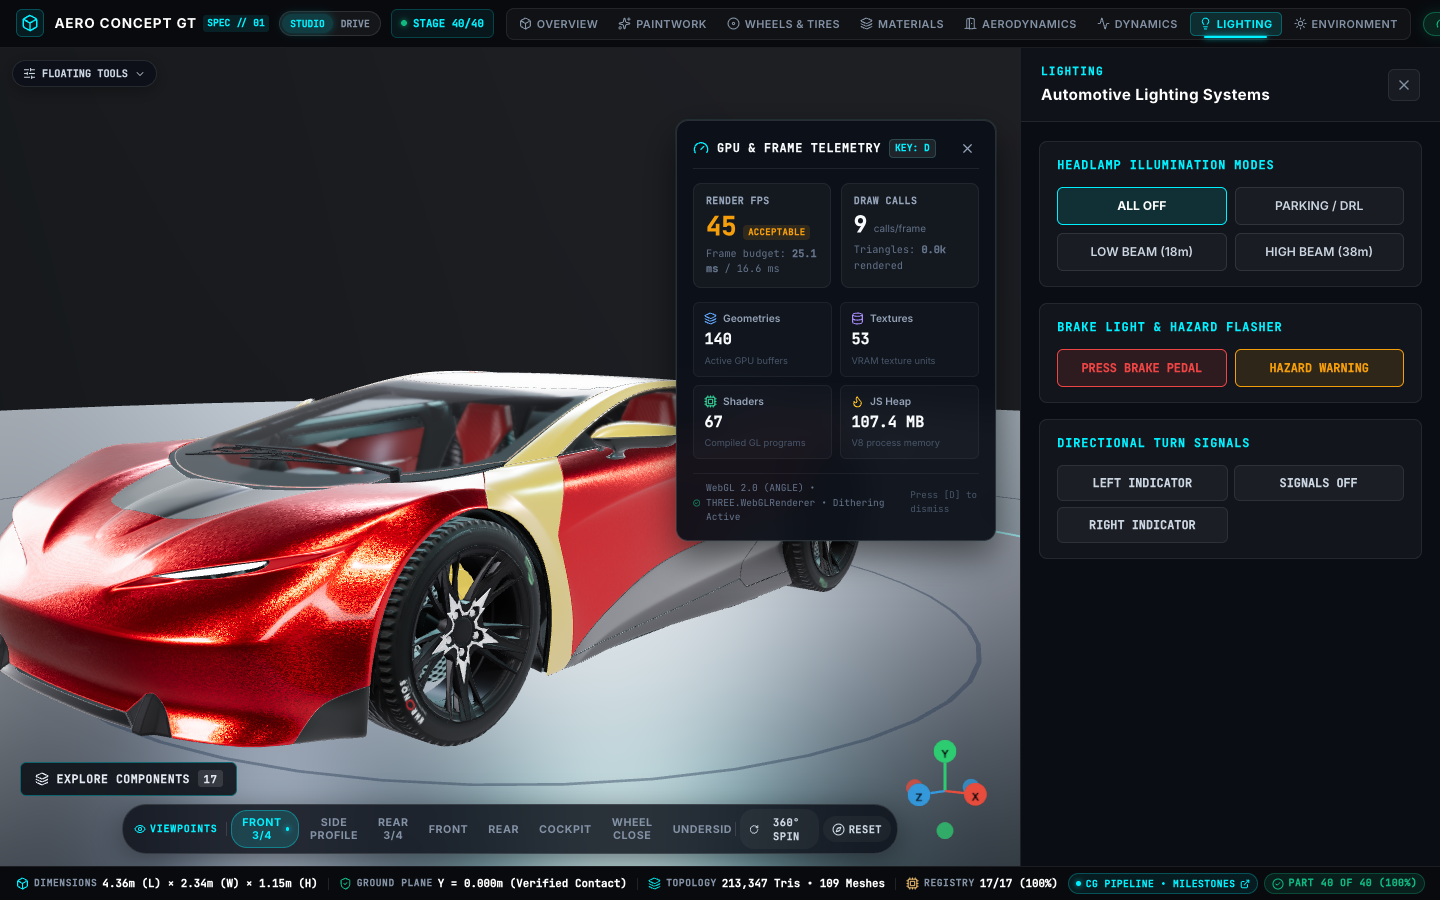 AERO CONCEPT GT SPEC // 01 STUDIO DRIVE STAGE 40/40 OVERVIEW PAINTWORK WHEELS & TIRES MATERIALS AERODYNAMICS DYNAMICS LIGHTING ENVIRONMENT
FLOATING TOOLS
LIGHTING
Automotive Lighting Systems
GPU & FRAME TELEMETRY KEY: D
RENDER FPS
45 ACCEPTABLE
Frame budget: 25.1
ms / 16.6 ms
DRAW CALLS
9 calls/frame
Triangles: 0.0k
rendered
Geometries
140
Active GPU buffers
Textures
53
VRAM texture units
Shaders
67
Compiled GL programs
JS Heap
107.4 MB
V8 process memory
WebGL 2.0 (ANGLE) •
THREE.WebGLRenderer • Dithering
Active
Press [D] to
dismiss
HEADLAMP ILLUMINATION MODES
ALL OFF PARKING / DRL
LOW BEAM (18m) HIGH BEAM (38m)
BRAKE LIGHT & HAZARD FLASHER
PRESS BRAKE PEDAL HAZARD WARNING
DIRECTIONAL TURN SIGNALS
LEFT INDICATOR SIGNALS OFF
RIGHT INDICATOR
Y
Z X
EXPLORE COMPONENTS 17
VIEWPOINTS
FRONT
3/4
SIDE
PROFILE
REAR
3/4
FRONT
REAR
COCKPIT
WHEEL
CLOSE
UNDERSID
360°
SPIN
RESET
DIMENSIONS 4.36m (L) × 2.34m (W) × 1.15m (H) GROUND PLANE Y = 0.000m (Verified Contact) TOPOLOGY 213,347 Tris • 109 Meshes REGISTRY 17/17 (100%) CG PIPELINE • MILESTONES PART 40 OF 40 (100%)